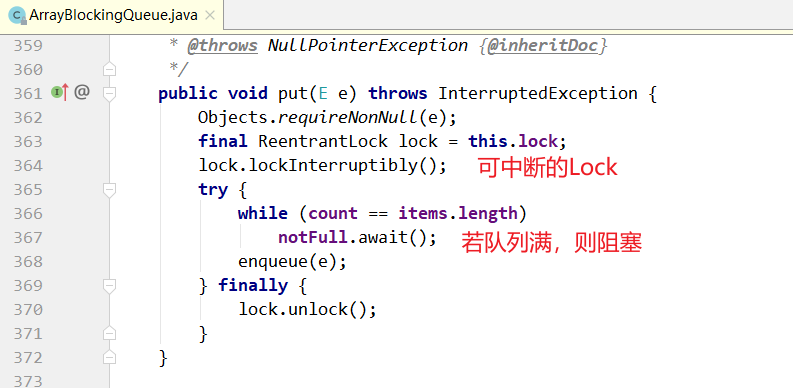 ArrayBlockingQueue.java ×
359 * @throws NullPointerException {@inheritDoc}
360 */
361 public void put(E e) throws InterruptedException {
362 Objects.requireNonNull(e);
363 final ReentrantLock lock = this.lock;
364 lock.lockInterruptibly(); 可中断的Lock
365 try {
366 while (count == items.length)
367 notFull.await(); 若队列满，则阻塞
368 enqueue(e);
369 } finally {
370 lock.unlock();
371 }
372 }
373